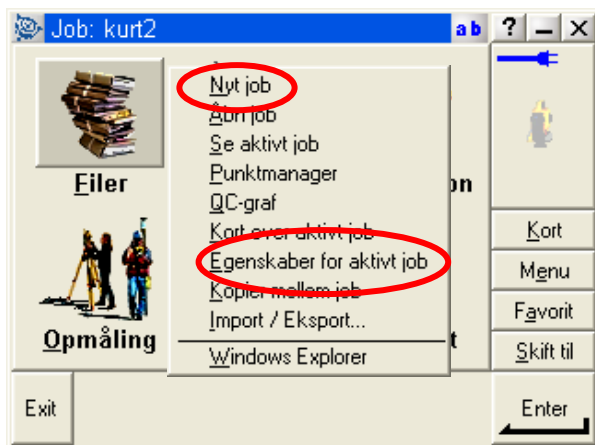 Job: kurt2
ab ? – X
Nyt job
Åbn job
Se aktivt job
Punktmanager
QC-graf
Kort over aktivt job
Egenskaber for aktivt job
Kopier mellem job
Import / Eksport...
Windows Explorer
Filer
on
Opmåling
t
Kort
Menu
Favorit
Skift til
Exit
Enter